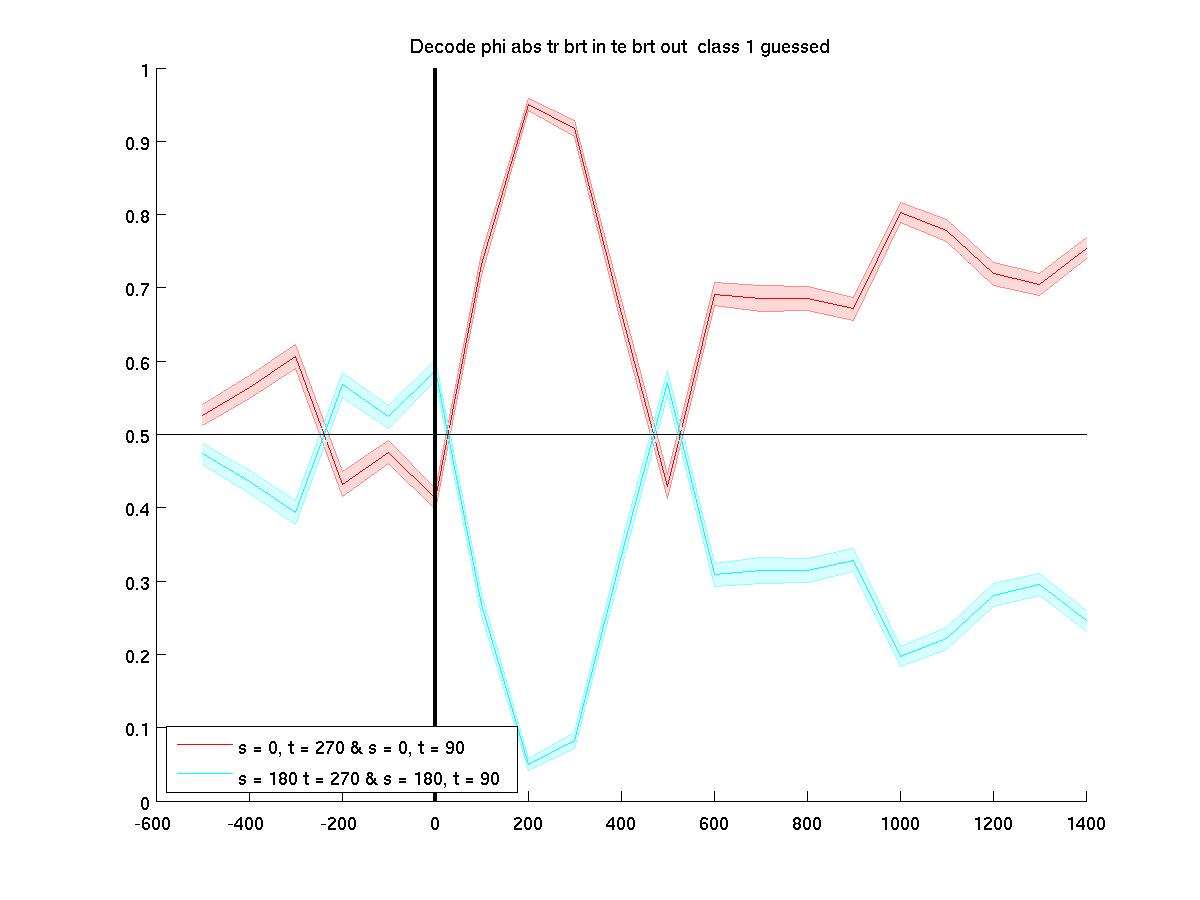 Decode phi abs tr brt in te brt out  class 1 guessed
1
0.9
0.8
0.7
0.6
0.5
0.4
0.3
0.2
0.1
0
s = 0, t = 270 & s = 0, t = 90
s = 180 t = 270 & s = 180, t = 90
-600 -400 -200 0 200 400 600 800 1000 1200 1400